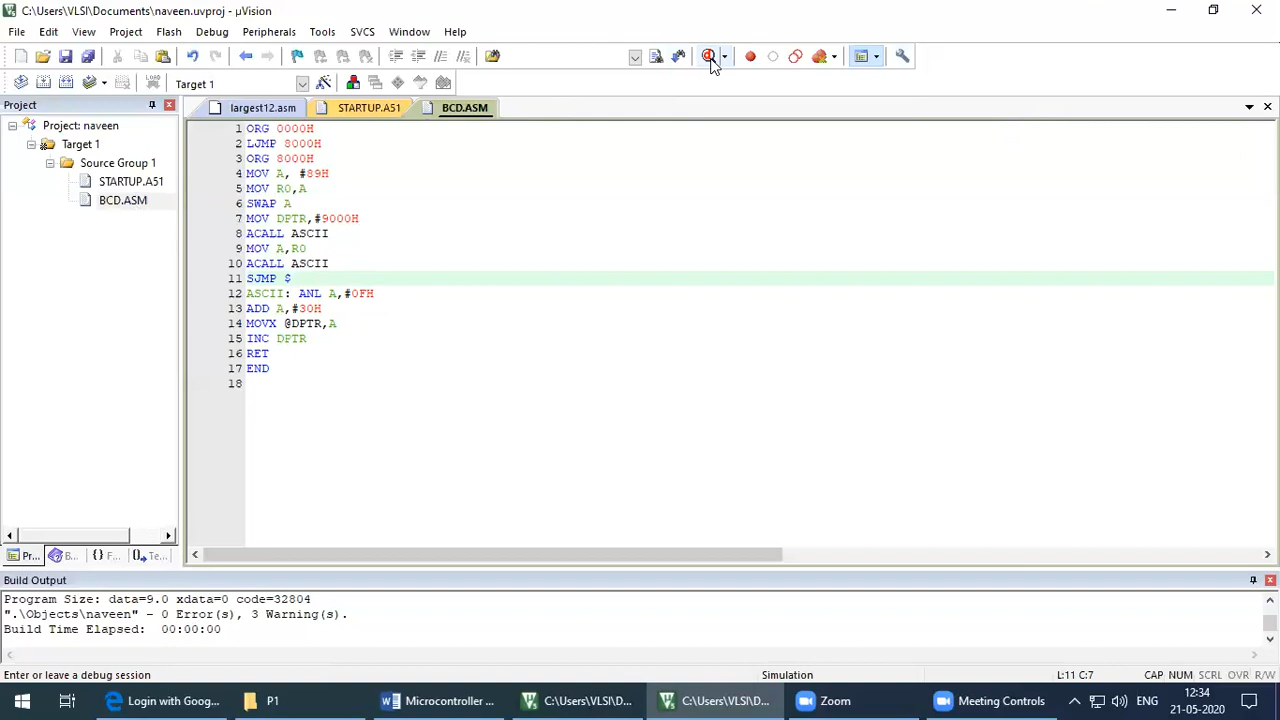 C:\Users\VLSI\Documents\naveen.uvproj - µVision
File Edit View Project Flash Debug Peripherals Tools SVCS Window Help
Target 1
Project
largest12.asm STARTUP.A51 BCD.ASM
Project: naveen
Target 1
Source Group 1
STARTUP.A51
BCD.ASM
1 ORG 0000H
2 LJMP 8000H
3 ORG 8000H
4 MOV A, #89H
5 MOV R0,A
6 SWAP A
7 MOV DPTR,#9000H
8 ACALL ASCII
9 MOV A,R0
10 ACALL ASCII
11 SJMP $
12 ASCII: ANL A,#0FH
13 ADD A,#30H
14 MOVX @DPTR,A
15 INC DPTR
16 RET
17 END
18
Pr... B... {} F... Te...
Build Output
Program Size: data=9.0 xdata=0 code=32804
".\Objects\naveen" - 0 Error(s), 3 Warning(s).
Build Time Elapsed:  00:00:00
Enter or leave a debug session Simulation L:11 C:7 CAP NUM SCRL OVR R/W
Login with Goog... P1 Microcontroller ... C:\Users\VLSI\D... C:\Users\VLSI\D... Zoom Meeting Controls ENG 12:34
21-05-2020